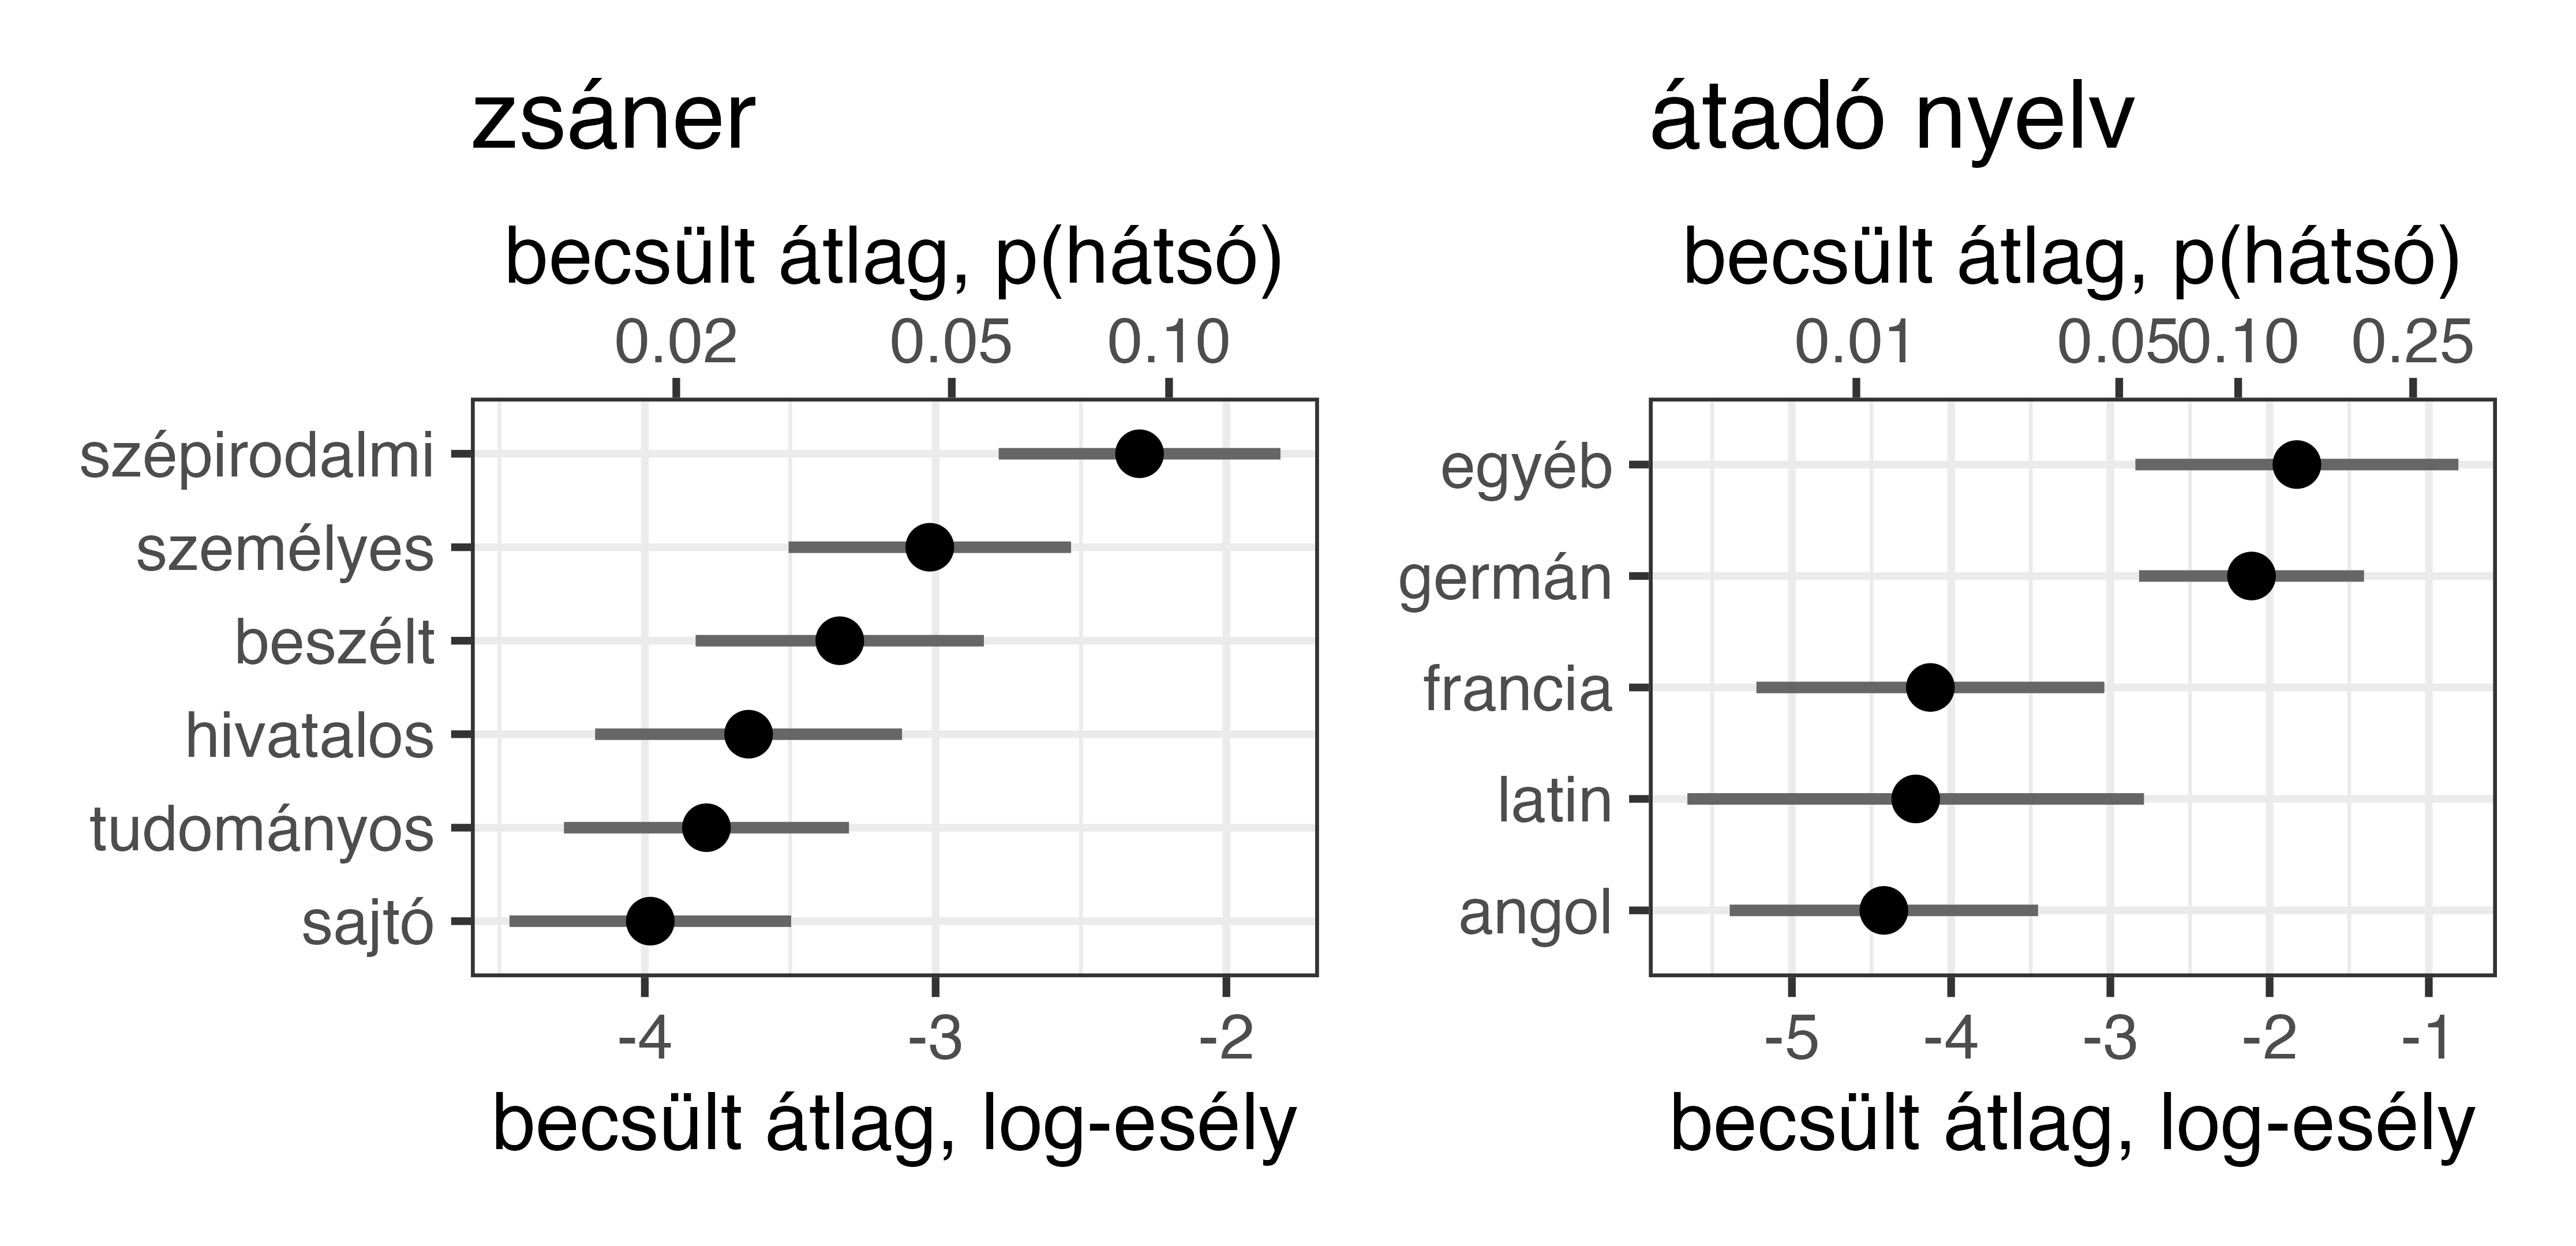 zsáner
becsült átlag, p(hátsó)
0.02 0.05 0.10
szépirodalmi
személyes
beszélt
hivatalos
tudományos
sajtó
-4 -3 -2
becsült átlag, log-esély
átadó nyelv
becsült átlag, p(hátsó)
0.01 0.05 0.10 0.25
egyéb
germán
francia
latin
angol
-5 -4 -3 -2 -1
becsült átlag, log-esély